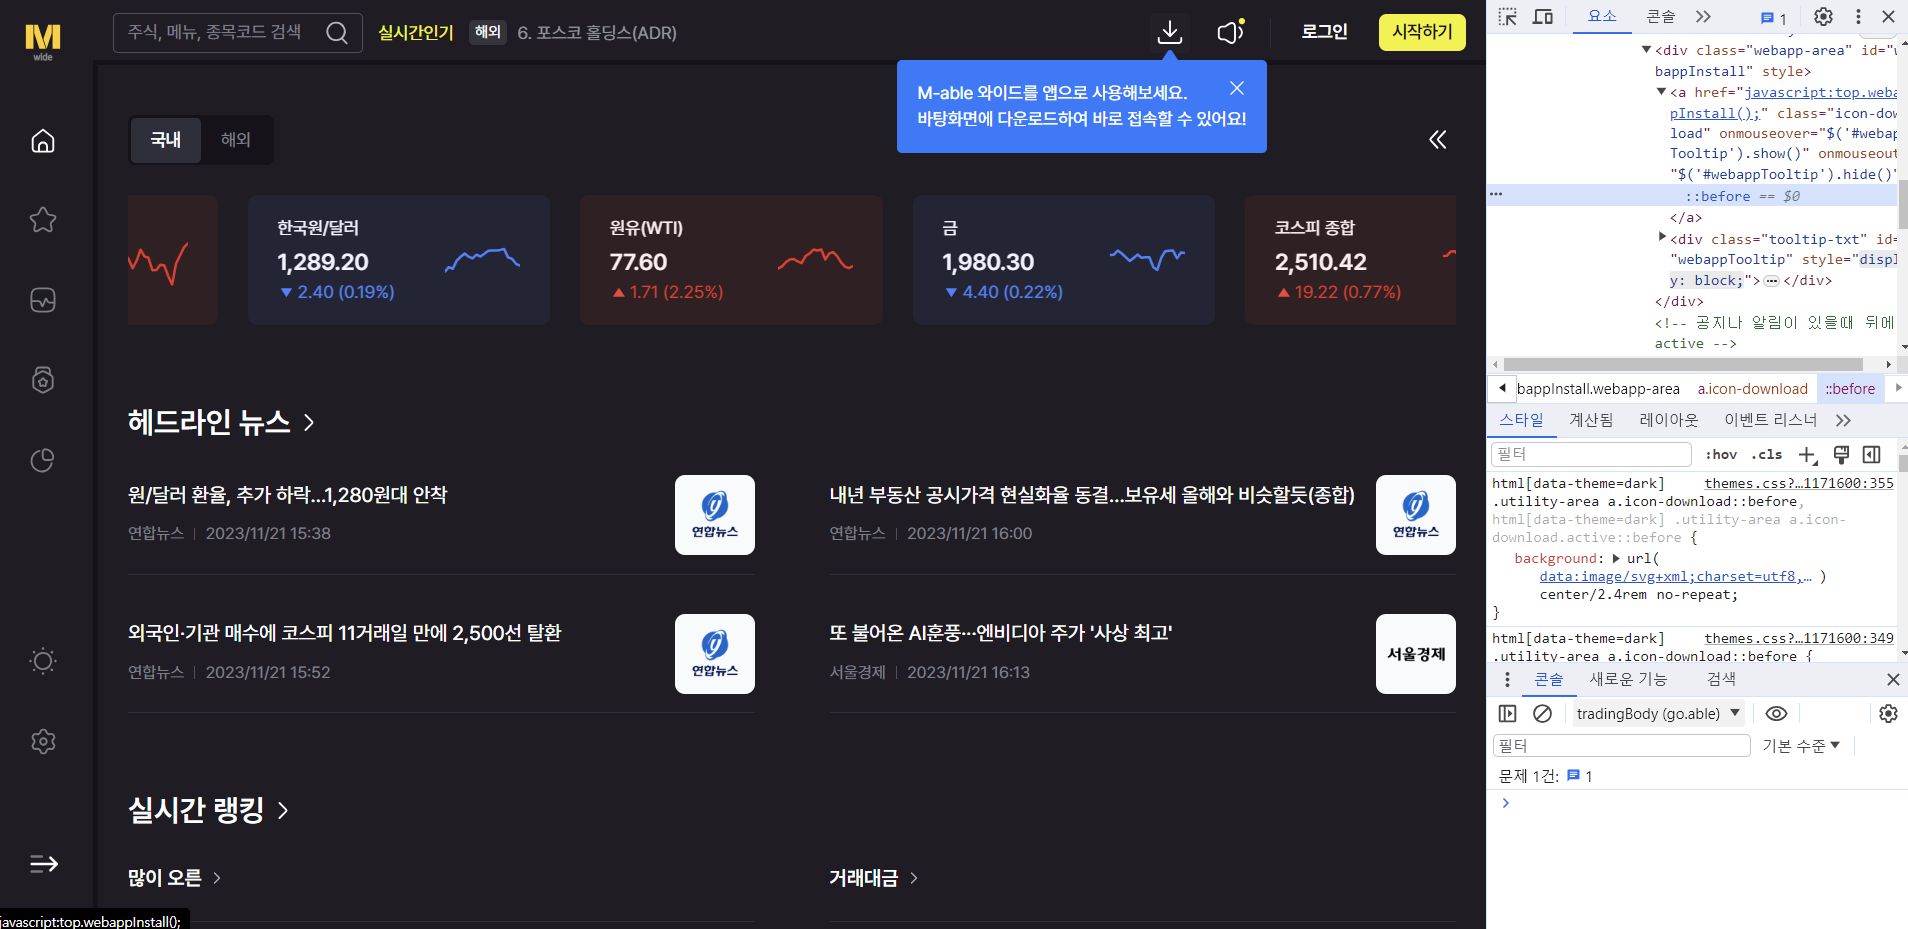 M
wide
주식, 메뉴, 종목코드 검색
실시간인기
해외
6. 포스코 홀딩스(ADR)
로그인
시작하기
M-able 와이드를 앱으로 사용해보세요.
바탕화면에 다운로드하여 바로 접속할 수 있어요!
국내
해외
한국원/달러
1,289.20
▼ 2.40 (0.19%)
원유(WTI)
77.60
▲ 1.71 (2.25%)
금
1,980.30
▼ 4.40 (0.22%)
코스피 종합
2,510.42
▲ 19.22 (0.77%)
헤드라인 뉴스
원/달러 환율, 추가 하락...1,280원대 안착
연합뉴스 | 2023/11/21 15:38
연합뉴스
내년 부동산 공시가격 현실화율 동결...보유세 올해와 비슷할듯(종합)
연합뉴스 | 2023/11/21 16:00
연합뉴스
외국인·기관 매수에 코스피 11거래일 만에 2,500선 탈환
연합뉴스 | 2023/11/21 15:52
연합뉴스
또 불어온 AI훈풍···엔비디아 주가 '사상 최고'
서울경제 | 2023/11/21 16:13
서울경제
실시간 랭킹
많이 오른
거래대금
javascript:top.webappInstall();
요소
콘솔
1
<div class="webapp-area" id="w
bappInstall" style>
<a href="javascript:top.weba
pInstall();" class="icon-dow
load" onmouseover="$('#webap
Tooltip').show()" onmouseout
"$('#webappTooltip').hide()"
::before == $0
</a>
<div class="tooltip-txt" id=
"webappTooltip" style="displ
y: block;">…</div>
</div>
<!-- 공지나 알림이 있을때 뒤에
active -->
bappInstall.webapp-area
a.icon-download
::before
스타일
계산됨
레이아웃
이벤트 리스너
필터
:hov
.cls
html[data-theme=dark] themes.css?…1171600:355
.utility-area a.icon-download::before,
html[data-theme=dark] .utility-area a.icon-
download.active::before {
background: ▶ url(
data:image/svg+xml;charset=utf8,… )
center/2.4rem no-repeat;
}
html[data-theme=dark] themes.css?…1171600:349
.utility-area a.icon-download::before {
콘솔
새로운 기능
검색
tradingBody (go.able) ▼
필터
기본 수준 ▼
문제 1건: 1